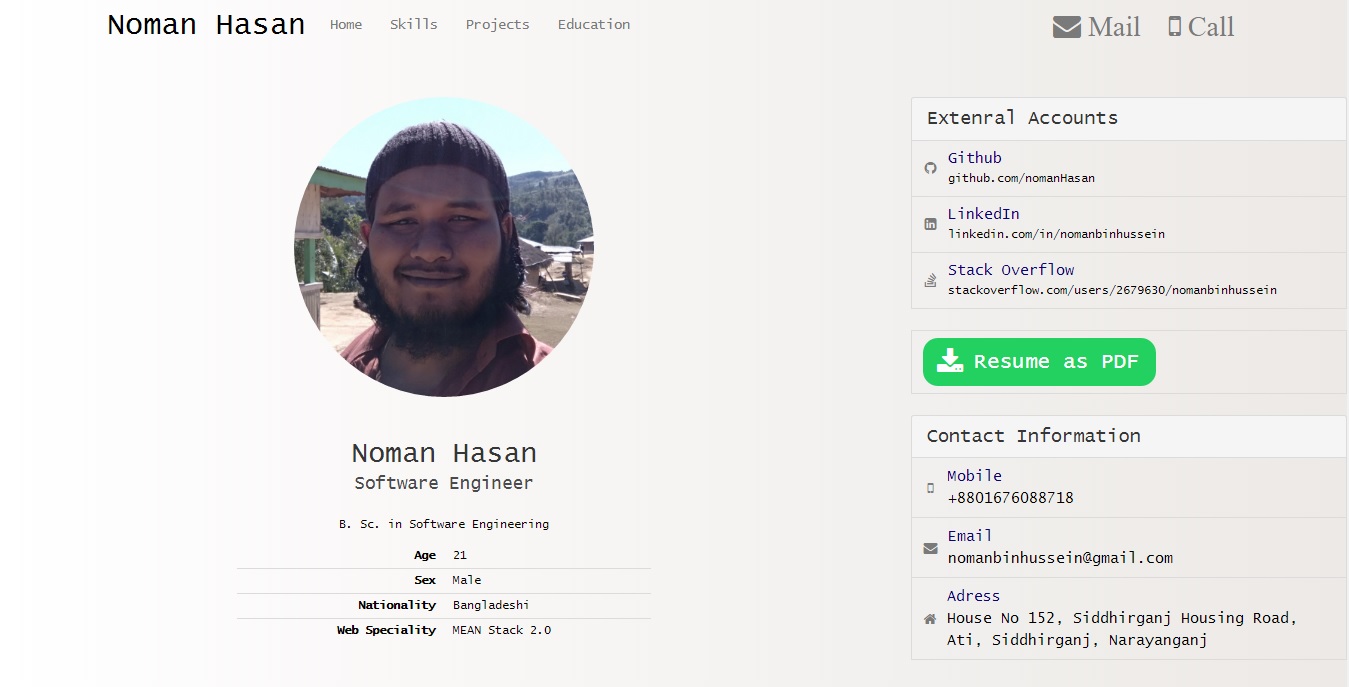 Noman Hasan Home Skills Projects Education Mail Call
Noman Hasan
Software Engineer
B. Sc. in Software Engineering
Age 21
Sex Male
Nationality Bangladeshi
Web Speciality MEAN Stack 2.0
Extenral Accounts
Github
github.com/nomanHasan
LinkedIn
linkedin.com/in/nomanbinhussein
Stack Overflow
stackoverflow.com/users/2679630/nomanbinhussein
Resume as PDF
Contact Information
Mobile
+8801676088718
Email
nomanbinhussein@gmail.com
Adress
House No 152, Siddhirganj Housing Road,
Ati, Siddhirganj, Narayanganj